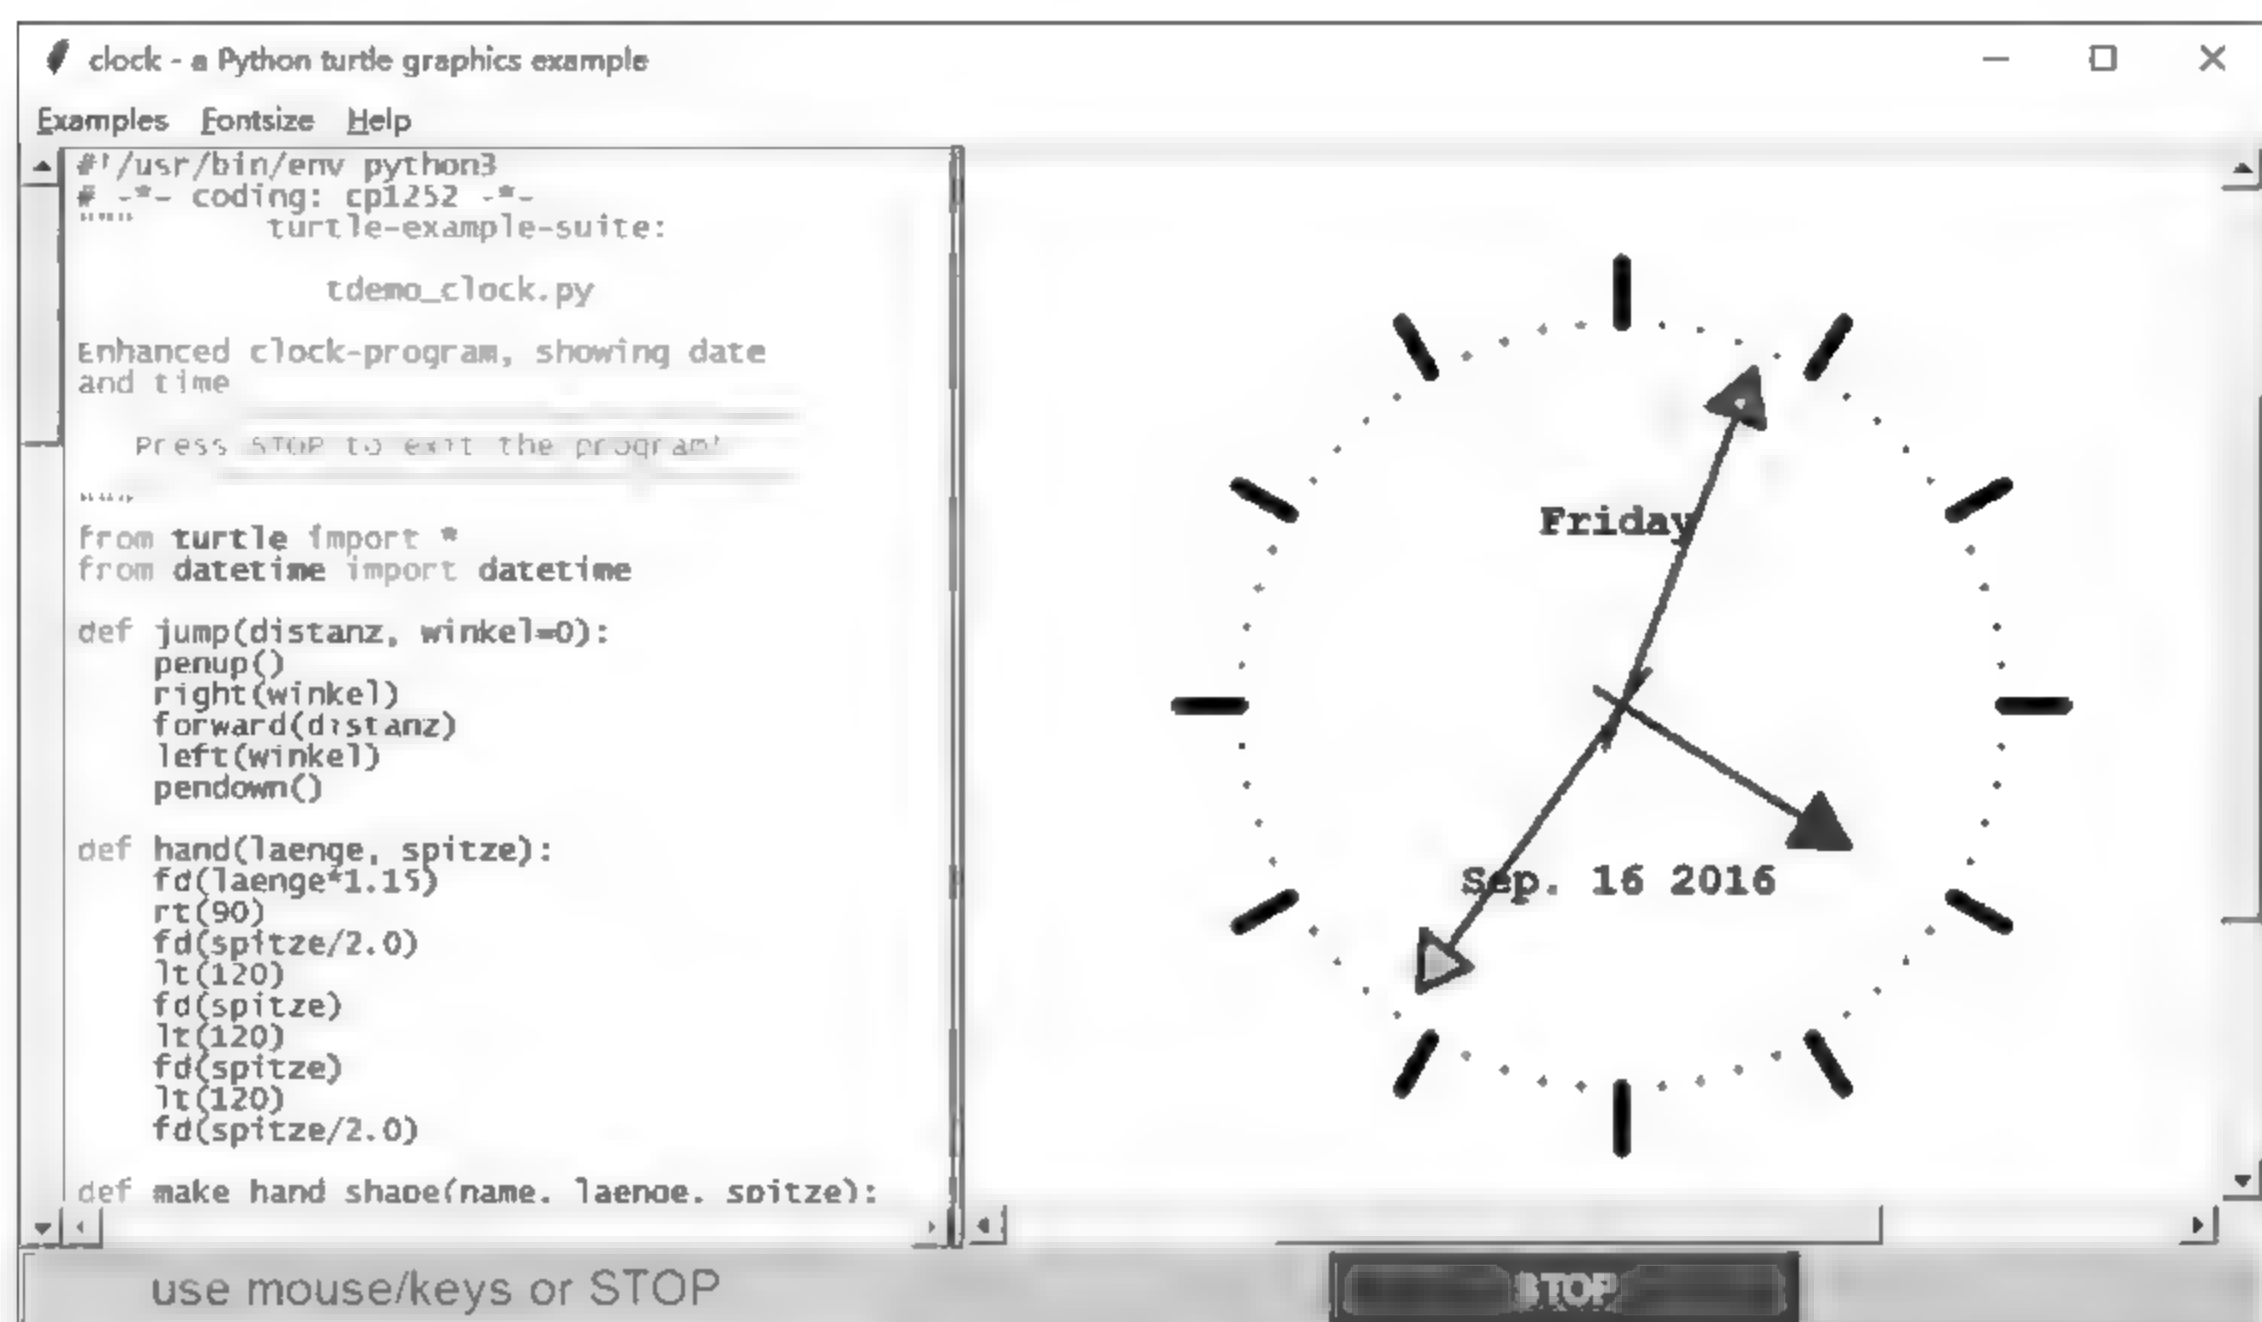 clock - a Python turtle graphics example
Examples Fontsize Help
#!/usr/bin/env python3
# -*- coding: cp1252 -*-
""" turtle-example-suite:
tdemo_clock.py
Enhanced clock-program, showing date
and time
Press STOP to exit the program!
"""
from turtle import *
from datetime import datetime
def jump(distanz, winkel=0):
penup()
right(winkel)
forward(distanz)
left(winkel)
pendown()
def hand(laenge, spitze):
fd(laenge*1.15)
rt(90)
fd(spitze/2.0)
lt(120)
fd(spitze)
lt(120)
fd(spitze)
lt(120)
fd(spitze/2.0)
def make_hand_shape(name, laenge, spitze):
Friday
Sep. 16 2016
use mouse/keys or STOP
STOP